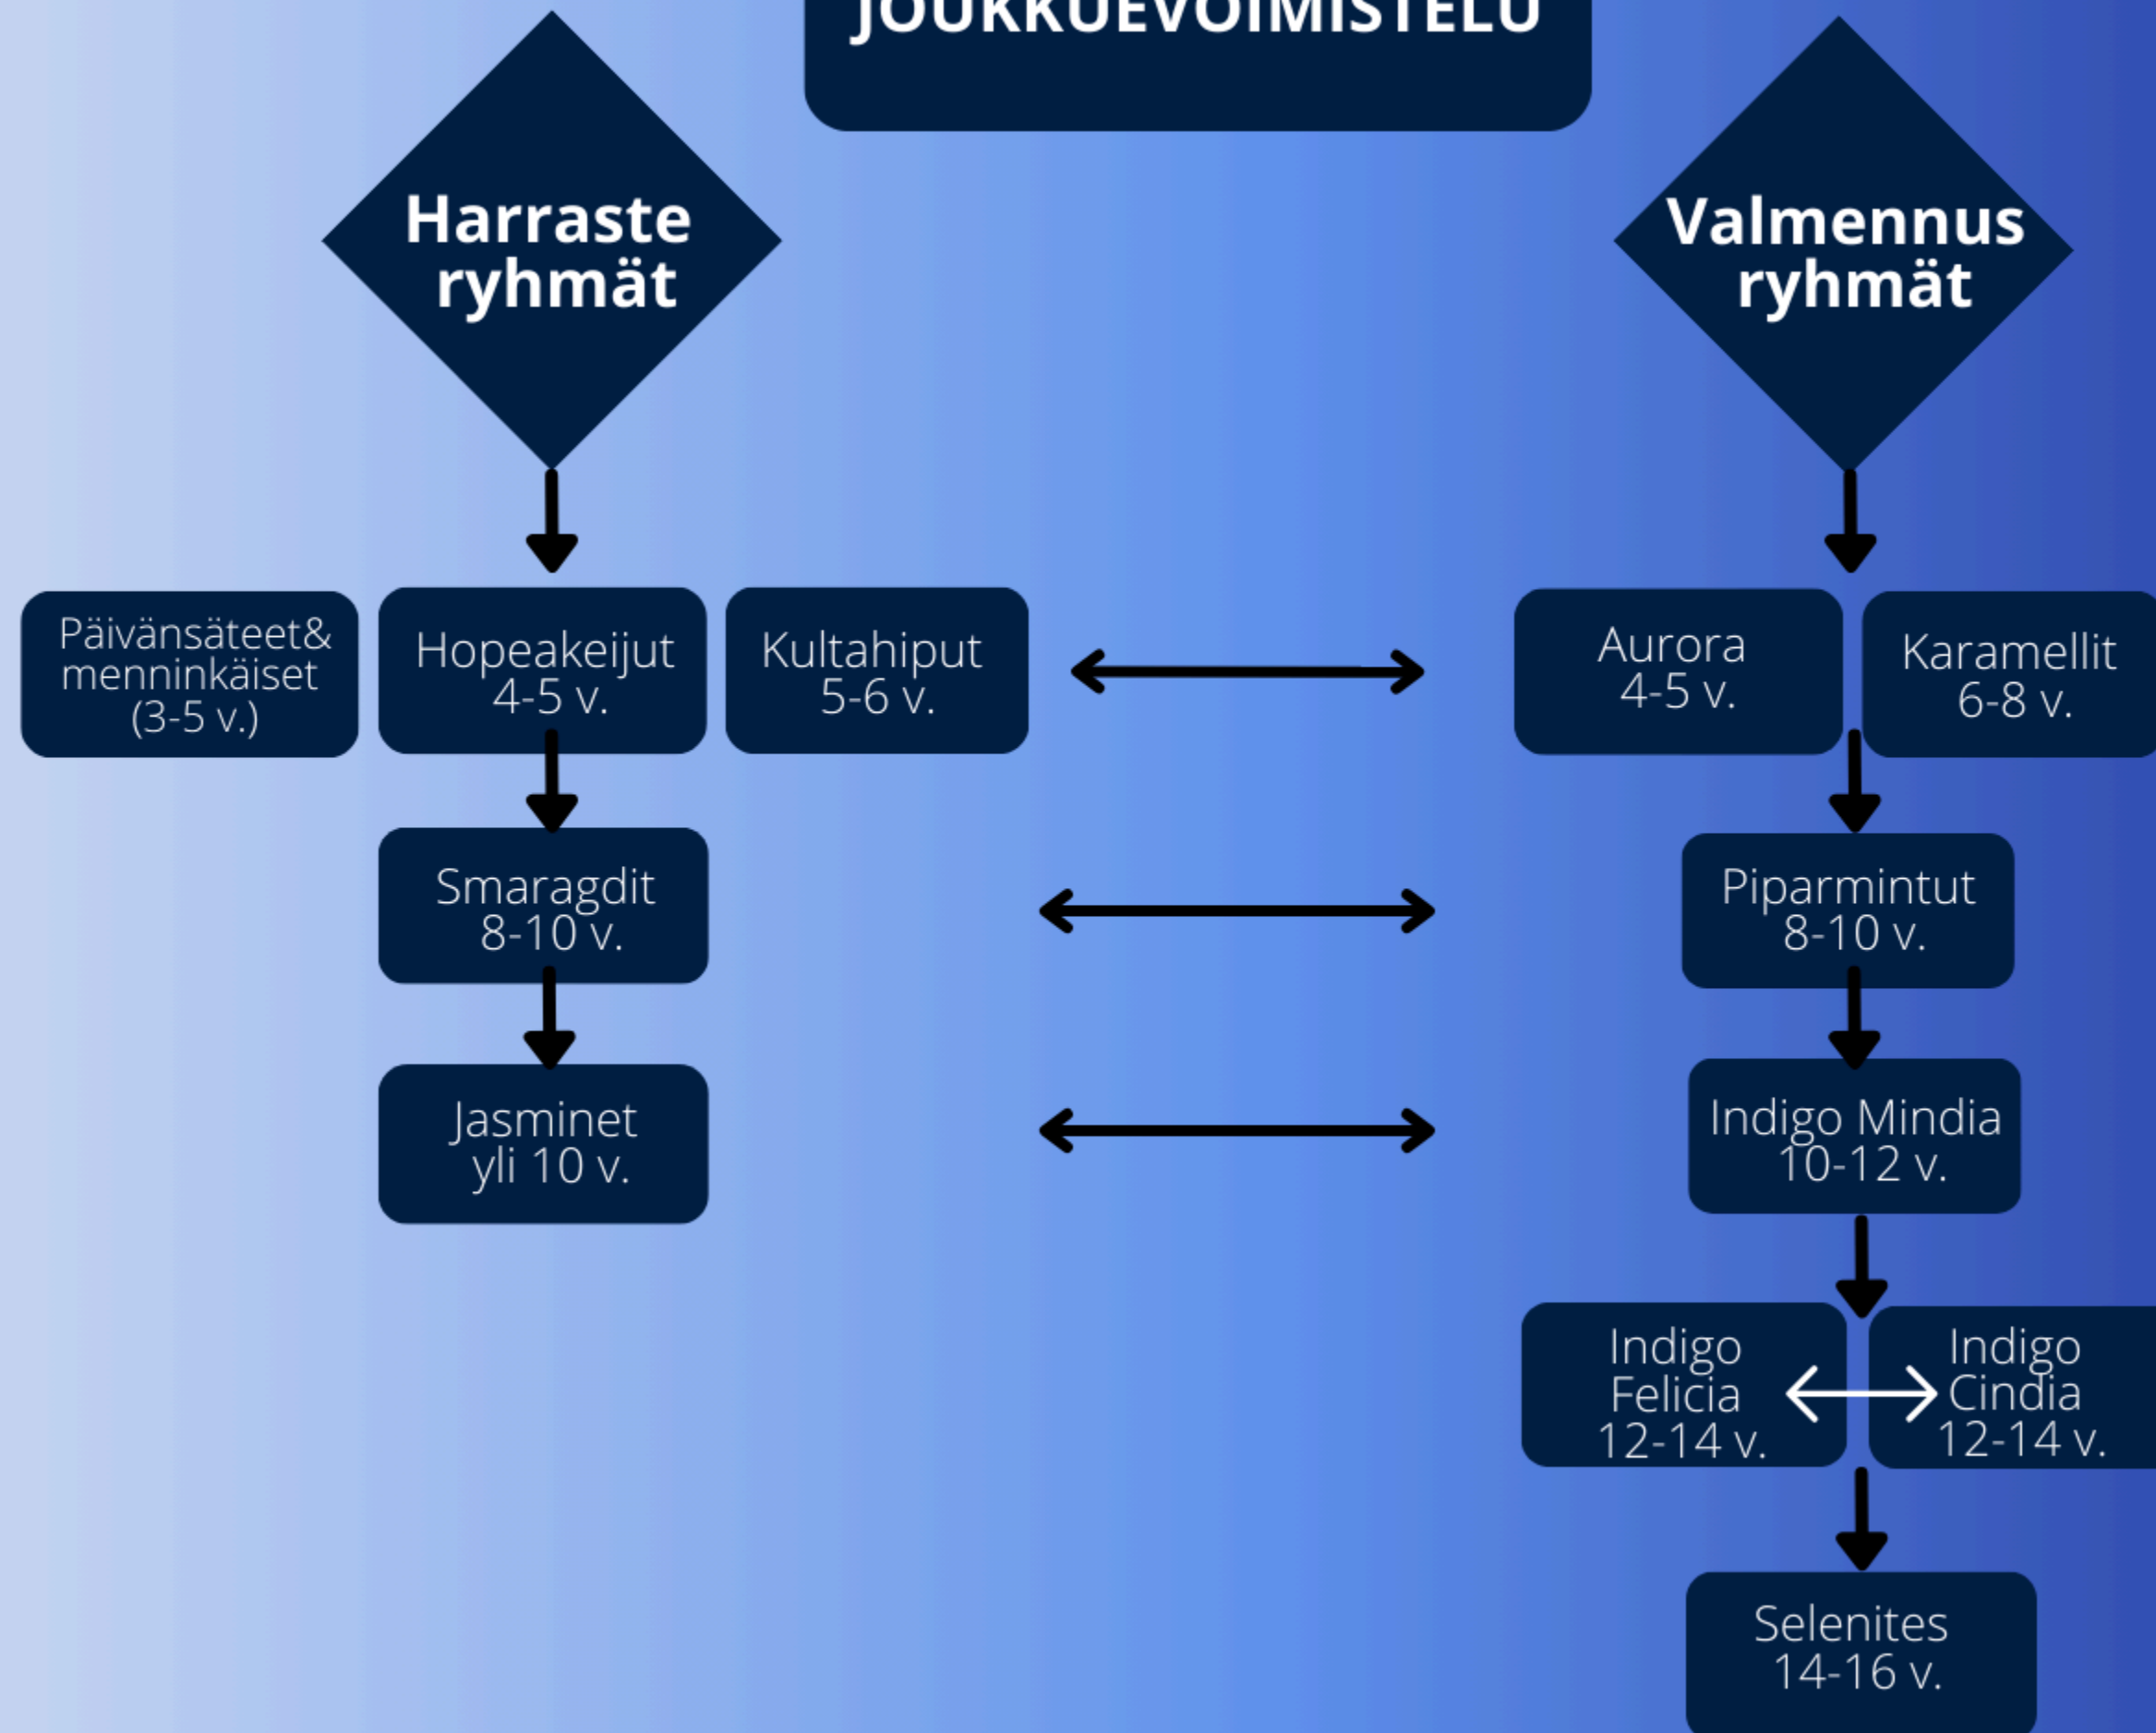 JOUKKUEVOIMISTELU
Harraste
ryhmät
Valmennus
ryhmät
Päivänsäteet&
menninkäiset
(3-5 v.)
Hopeakeijut
4-5 v.
Kultahiput
5-6 v.
Aurora
4-5 v.
Karamellit
6-8 v.
Smaragdit
8-10 v.
Piparmintut
8-10 v.
Jasminet
yli 10 v.
Indigo Mindia
10-12 v.
Indigo
Felicia
12-14 v.
Indigo
Cindia
12-14 v.
Selenites
14-16 v.